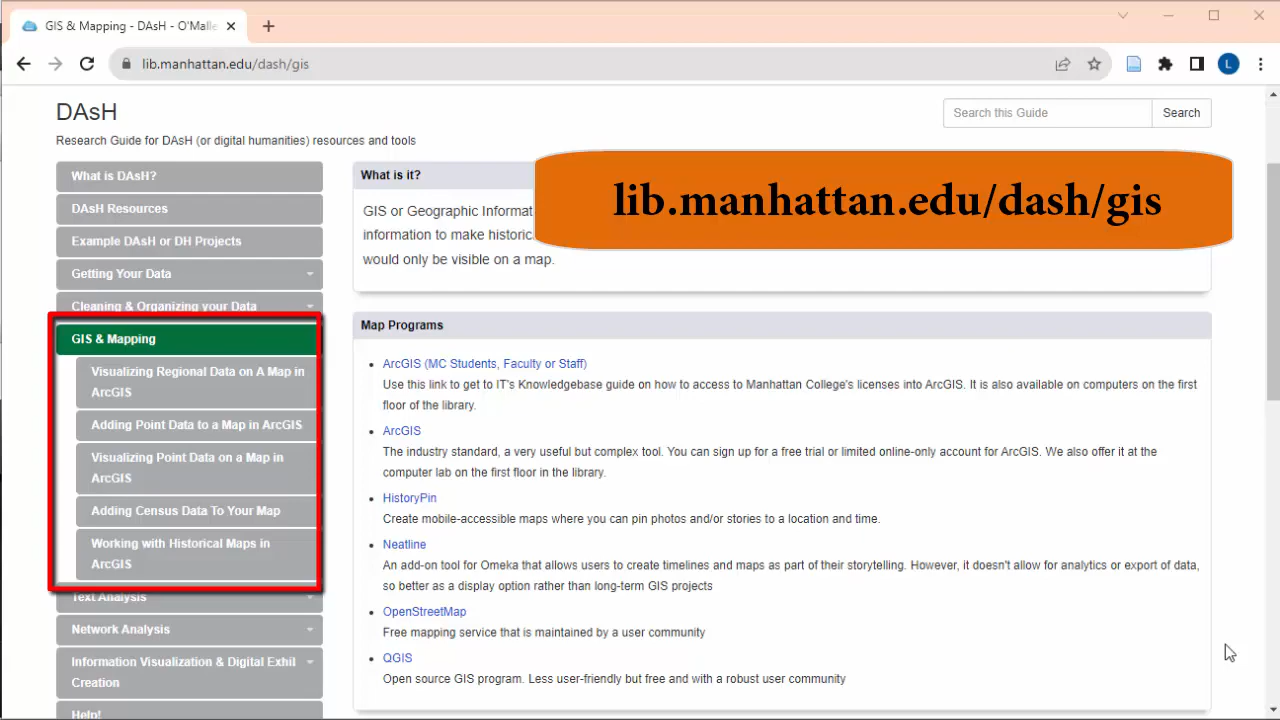 GIS & Mapping - DAsH - O'Malle
lib.manhattan.edu/dash/gis
L
DAsH
Search this Guide
Search
Research Guide for DAsH (or digital humanities) resources and tools
What is DAsH?
DAsH Resources
Example DAsH or DH Projects
Getting Your Data
Cleaning & Organizing your Data
GIS & Mapping
Visualizing Regional Data on A Map in
ArcGIS
Adding Point Data to a Map in ArcGIS
Visualizing Point Data on a Map in
ArcGIS
Adding Census Data To Your Map
Working with Historical Maps in
ArcGIS
Text Analysis
Network Analysis
Information Visualization & Digital Exhil
Creation
Help!
What is it?
lib.manhattan.edu/dash/gis
GIS or Geographic Informat
information to make historic
would only be visible on a map.
Map Programs
ArcGIS (MC Students, Faculty or Staff)
Use this link to get to IT's Knowledgebase guide on how to access to Manhattan College's licenses into ArcGIS. It is also available on computers on the first
floor of the library.
ArcGIS
The industry standard, a very useful but complex tool. You can sign up for a free trial or limited online-only account for ArcGIS. We also offer it at the
computer lab on the first floor in the library.
HistoryPin
Create mobile-accessible maps where you can pin photos and/or stories to a location and time.
Neatline
An add-on tool for Omeka that allows users to create timelines and maps as part of their storytelling. However, it doesn't allow for analytics or export of data,
so better as a display option rather than long-term GIS projects
OpenStreetMap
Free mapping service that is maintained by a user community
QGIS
Open source GIS program. Less user-friendly but free and with a robust user community